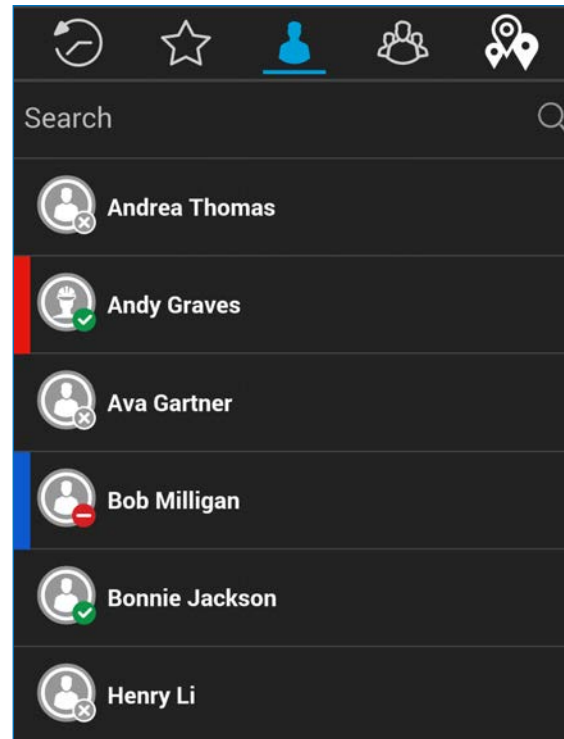 Search
Andrea Thomas
Andy Graves
Ava Gartner
Bob Milligan
Bonnie Jackson
Henry Li